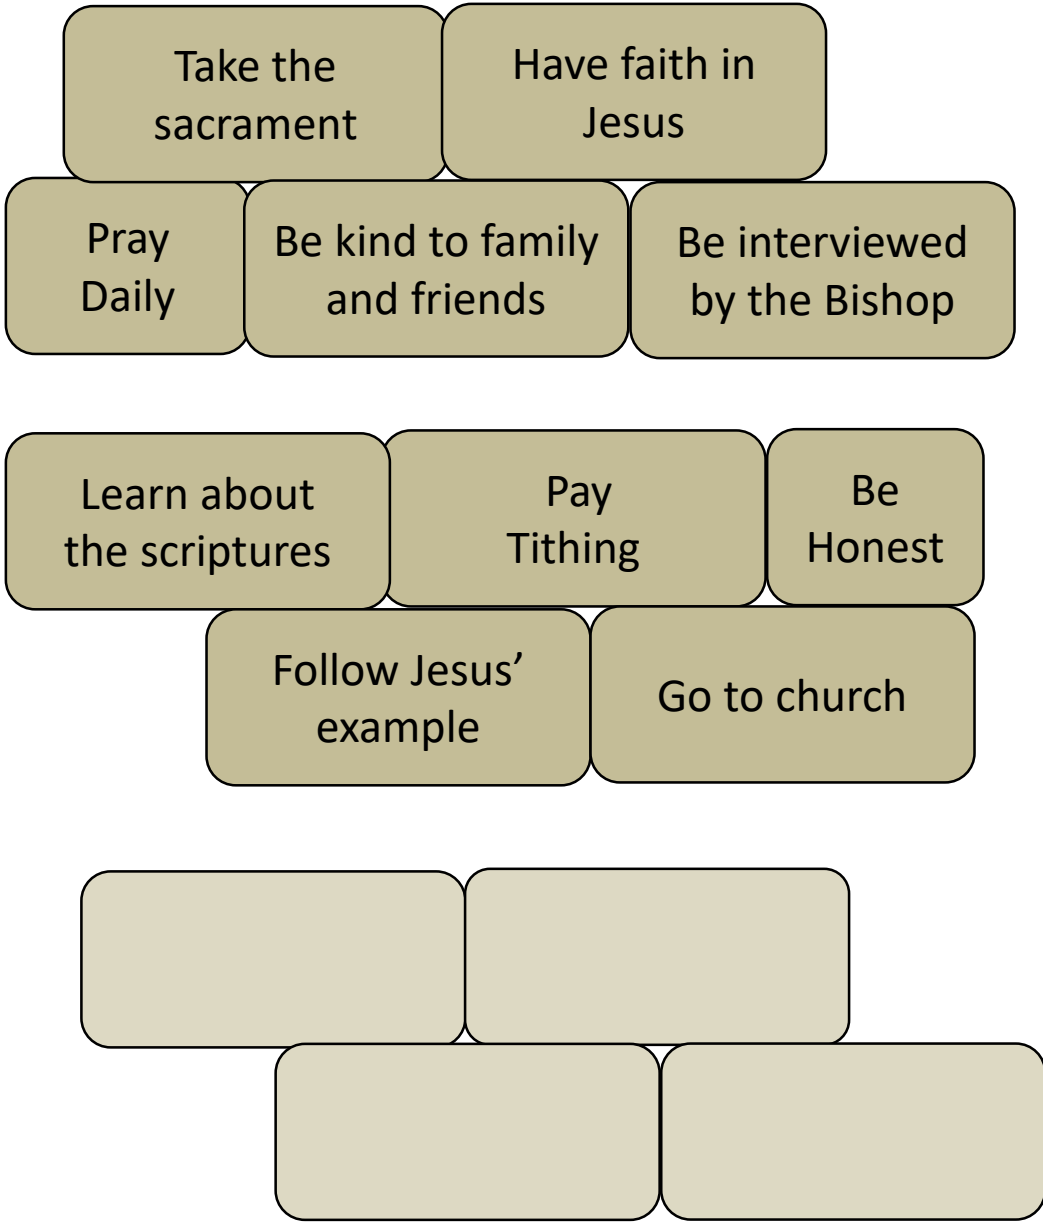 Take the
sacrament
Have faith in
Jesus
Pray
Daily
Be kind to family
and friends
Be interviewed
by the Bishop
Learn about
the scriptures
Pay
Tithing
Be
Honest
Follow Jesus’
example
Go to church